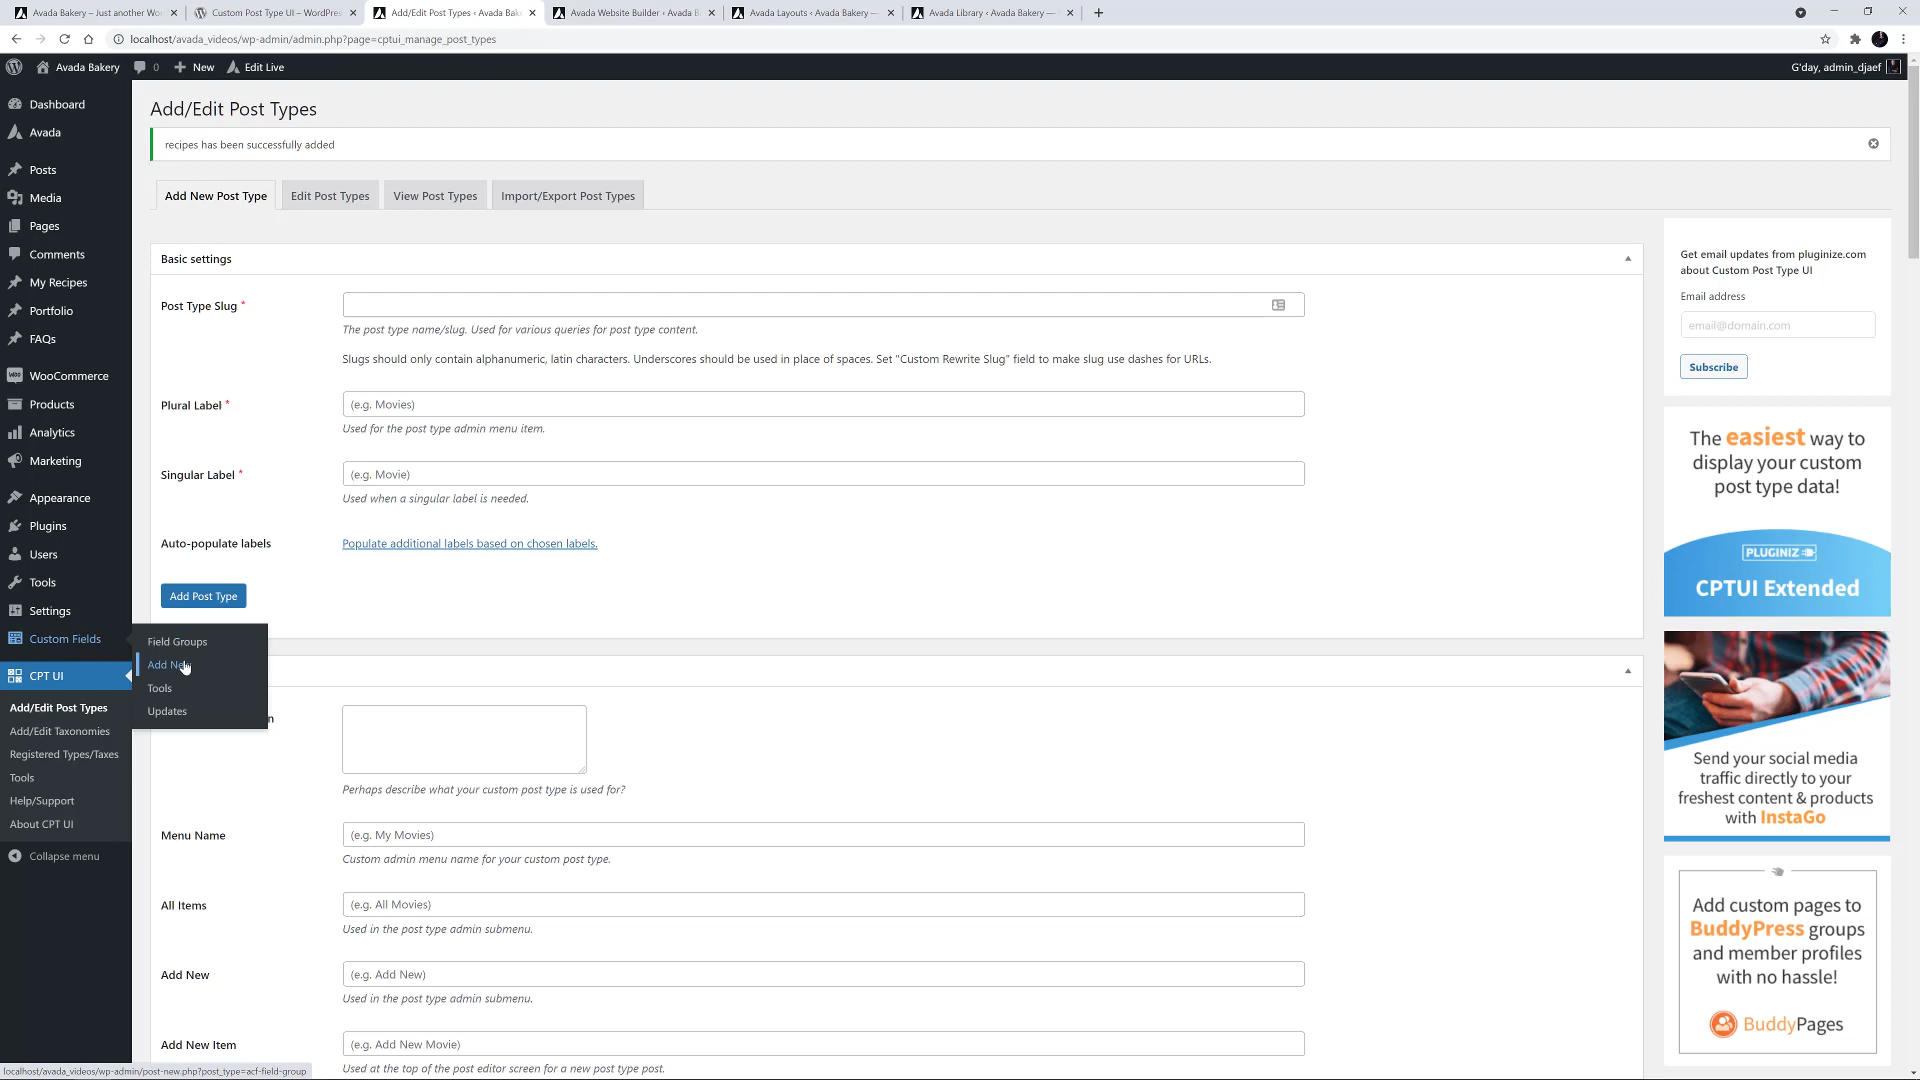 Avada Bakery – Just another Wo
Custom Post Type UI – WordPres
Add/Edit Post Types ‹ Avada Bak
Avada Website Builder ‹ Avada B
Avada Layouts ‹ Avada Bakery —
Avada Library ‹ Avada Bakery —
localhost/avada_videos/wp-admin/admin.php?page=cptui_manage_post_types
Avada Bakery
0
New
Edit Live
G'day, admin_djaef
Dashboard
Avada
Posts
Media
Pages
Comments
My Recipes
Portfolio
FAQs
WooCommerce
Products
Analytics
Marketing
Appearance
Plugins
Users
Tools
Settings
Custom Fields
CPT UI
Add/Edit Post Types
Add/Edit Taxonomies
Registered Types/Taxes
Tools
Help/Support
About CPT UI
Collapse menu
Field Groups
Add New
Tools
Updates
Add/Edit Post Types
recipes has been successfully added
Add New Post Type
Edit Post Types
View Post Types
Import/Export Post Types
Basic settings
Post Type Slug *
The post type name/slug. Used for various queries for post type content.
Slugs should only contain alphanumeric, latin characters. Underscores should be used in place of spaces. Set "Custom Rewrite Slug" field to make slug use dashes for URLs.
Plural Label *
(e.g. Movies)
Used for the post type admin menu item.
Singular Label *
(e.g. Movie)
Used when a singular label is needed.
Auto-populate labels
Populate additional labels based on chosen labels.
Add Post Type
n
Perhaps describe what your custom post type is used for?
Menu Name
(e.g. My Movies)
Custom admin menu name for your custom post type.
All Items
(e.g. All Movies)
Used in the post type admin submenu.
Add New
(e.g. Add New)
Used in the post type admin submenu.
Add New Item
(e.g. Add New Movie)
Used at the top of the post editor screen for a new post type post.
Get email updates from pluginize.com
about Custom Post Type UI
Email address
email@domain.com
Subscribe
The easiest way to
display your custom
post type data!
PLUGINIZ
CPTUI Extended
Send your social media
traffic directly to your
freshest content & products
with InstaGo
Add custom pages to
BuddyPress groups
and member profiles
with no hassle!
BuddyPages
localhost/avada_videos/wp-admin/post-new.php?post_type=acf-field-group